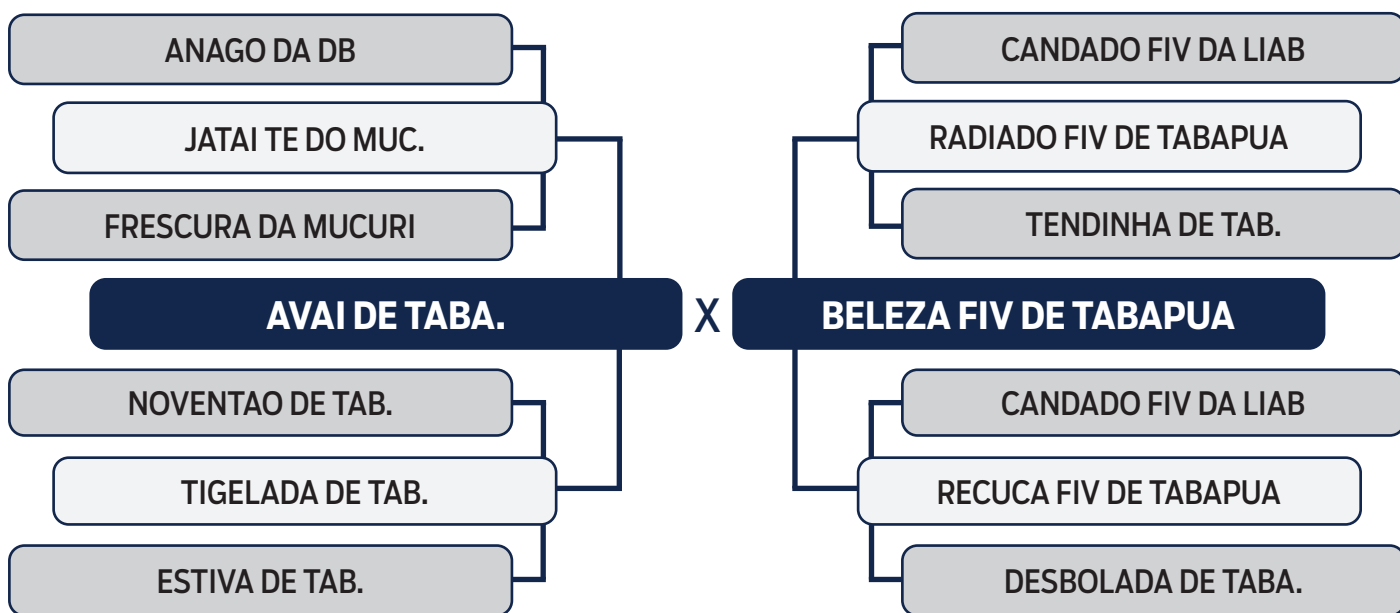 ANAGO DA DB
JATAI TE DO MUC.
FRESCURA DA MUCURI
AVAI DE TABA.
NOVENTAO DE TAB.
TIGELADA DE TAB.
ESTIVA DE TAB.
X
CANDADO FIV DA LIAB
RADIADO FIV DE TABAPUA
TENDINHA DE TAB.
BELEZA FIV DE TABAPUA
CANDADO FIV DA LIAB
RECUCA FIV DE TABAPUA
DESBOLADA DE TABA.